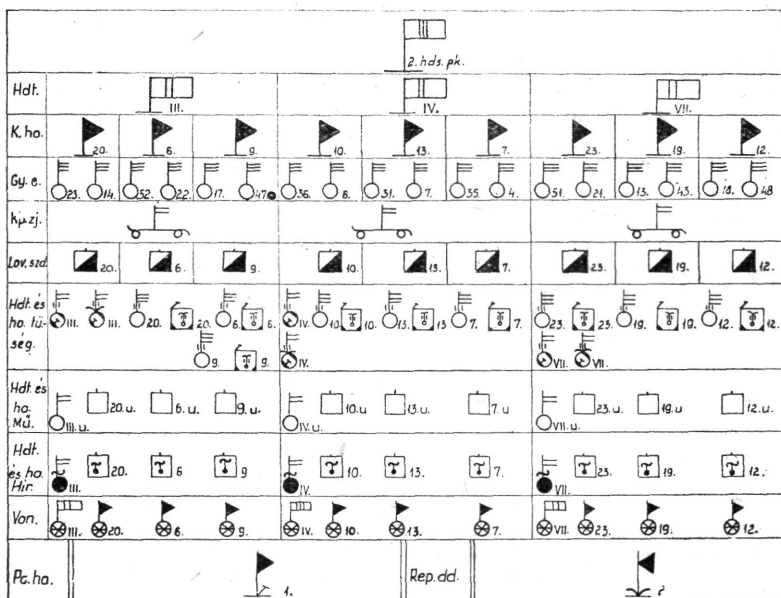 2. hds. pk.
Hdt. III. IV. VII.
K. ho. 20. 6. 9. 10. 13. 7. 23. 19. 12.
Gy. e. 23. 14. 52. 22. 17. 47 36. 6. 31. 7. 35. 4. 51. 21. 13. 43. 18. 48
kp. zj.
Lov. szd. 20. 6. 9. 10. 13. 7. 23. 19. 12.
Hdt. és III. III. 20. 20. 6. 6. IV. 10. 10. 13. 13 7. 7. 23. 23. 19. 19. 12. 12.
ho. tü-
ség. 9. 9. IV. VII. VII.
Hdt és 20. u. 6. u. 9. u. 10. u 13. u. 7. u 23. u 19. u 12. u
ho.
Mű. III. u. IV. u. VII. u
Hdt. 20. 6 9 10. 13. 7 23. 19. 12.
és ho.
Hir. III. IV. VII.
Von. III. 20. 6. 9. IV. 10. 13. 7. VII. 23. 19. 12.
Pc. ho. 1. Rep. dd. 2